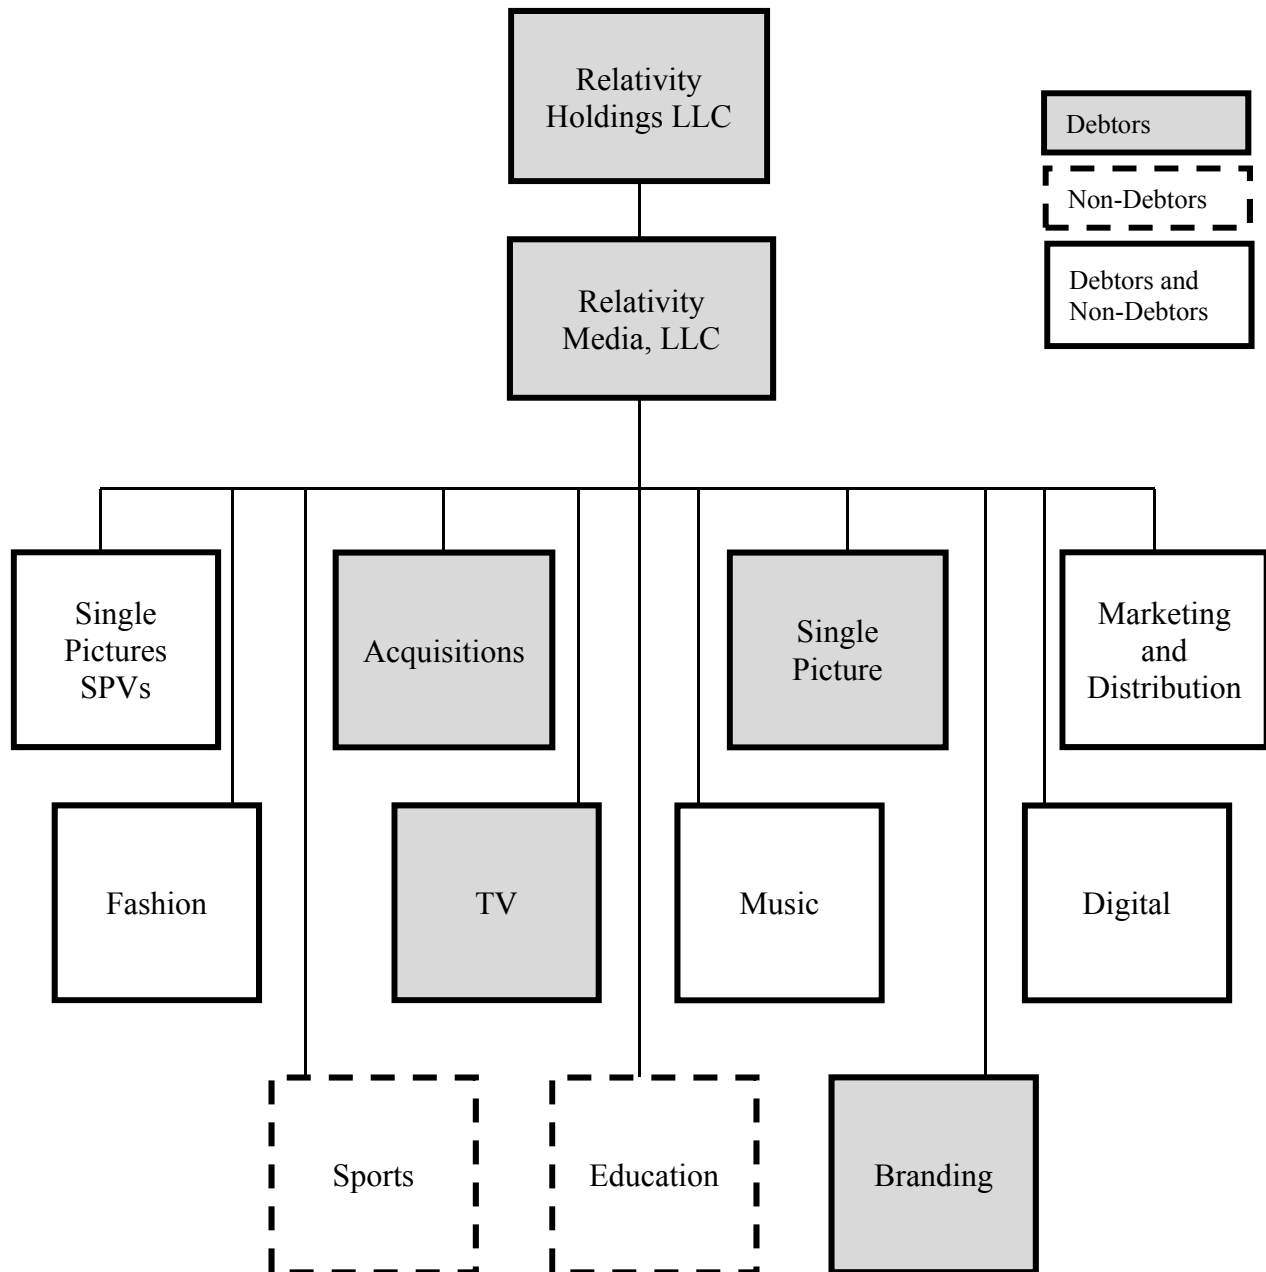 Relativity
Holdings LLC
Debtors
Non-Debtors
Debtors and
Non-Debtors
Relativity
Media, LLC
Single
Pictures
SPVs
Acquisitions
Single
Picture
Marketing
and
Distribution
Fashion
TV
Music
Digital
Sports
Education
Branding